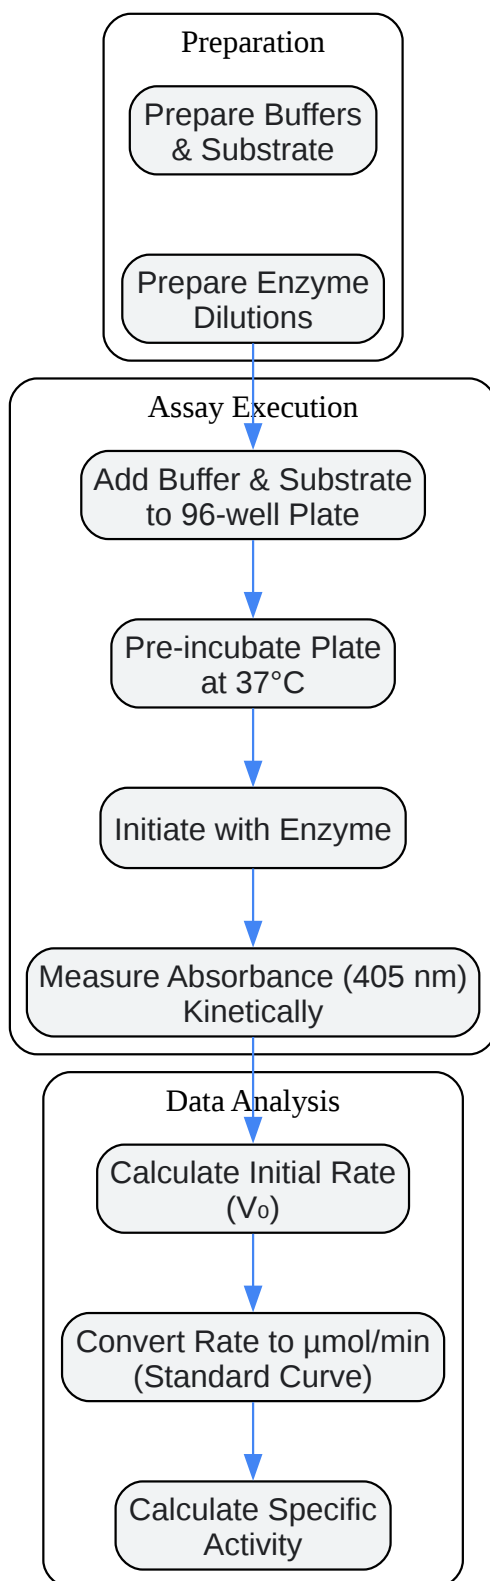 Preparation
Prepare Buffers
& Substrate
Prepare Enzyme
Dilutions
Assay Execution
Add Buffer & Substrate
to 96-well Plate
Pre-incubate Plate
at 37°C
Initiate with Enzyme
Measure Absorbance (405 nm)
Kinetically
Data Analysis
Calculate Initial Rate
(V₀)
Convert Rate to µmol/min
(Standard Curve)
Calculate Specific
Activity